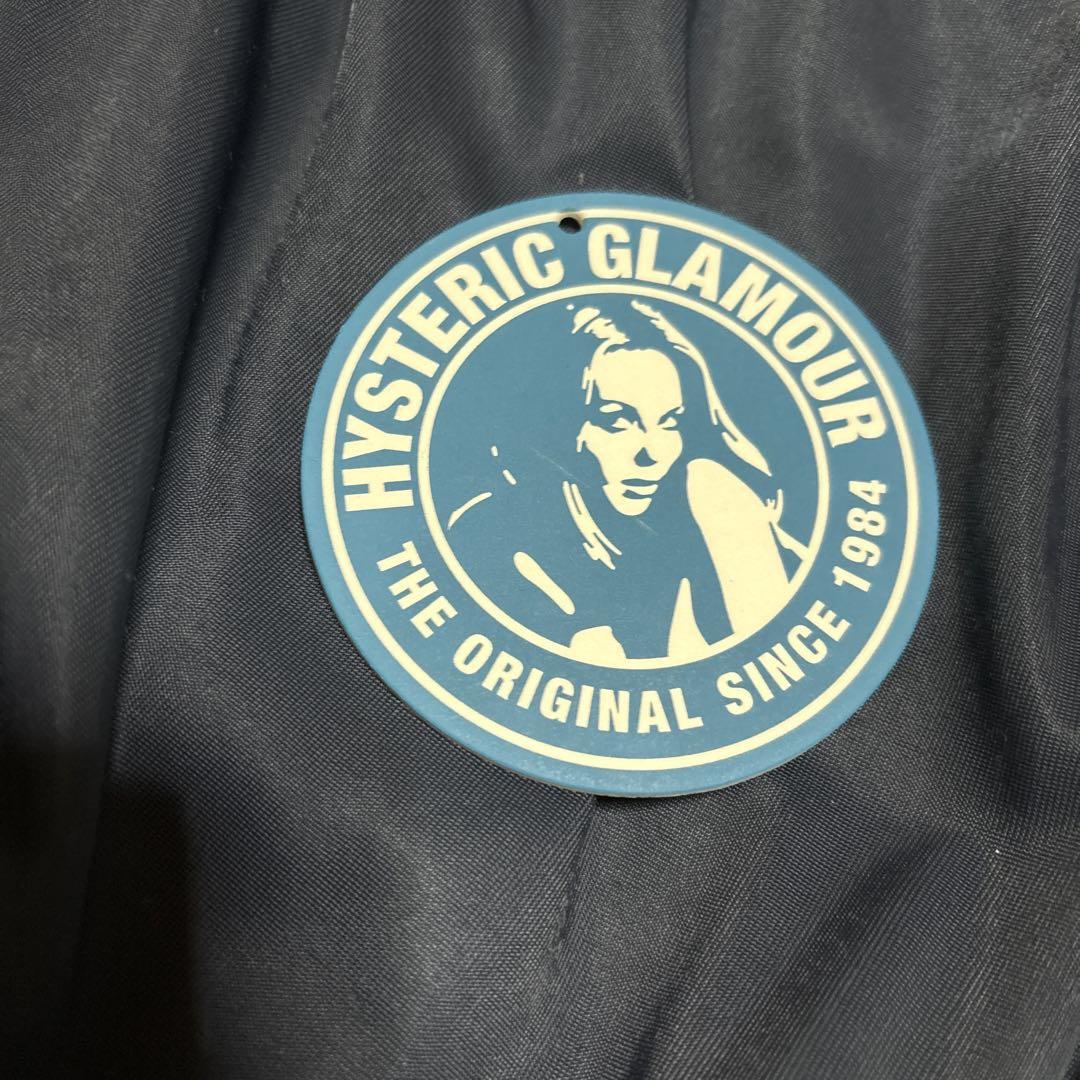 HYSTERIC GLAMOUR
THE ORIGINAL SINCE 1984